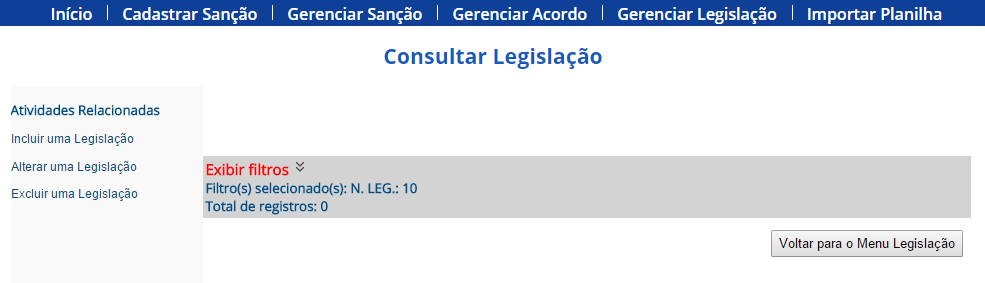 Início Cadastrar Sanção Gerenciar Sanção Gerenciar Acordo Gerenciar Legislação Importar Planilha
Consultar Legislação
Atividades Relacionadas
Incluir uma Legislação
Alterar uma Legislação
Excluir uma Legislação
Exibir filtros
Filtro(s) selecionado(s): N. LEG.: 10
Total de registros: 0
Voltar para o Menu Legislação